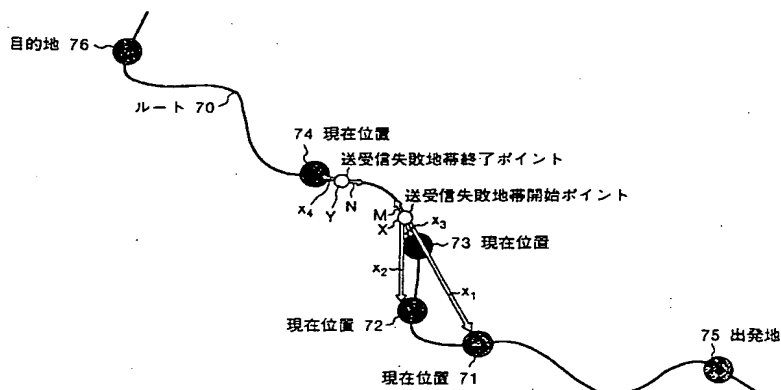 目的地 76
ルート 70
74 現在位置
送受信失敗地帯終了ポイント
x4
Y
N
送受信失敗地帯開始ポイント
M
X
x3
73 現在位置
x2
x1
現在位置 72
現在位置 71
75 出発地